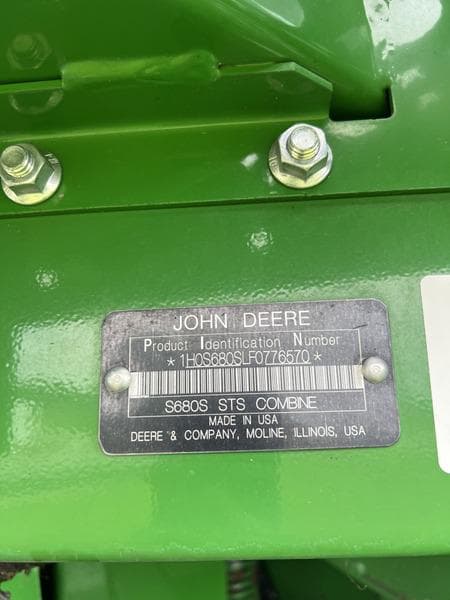 JOHN DEERE
Product Identification Number
*1H0S680SLF0776570*
S680S STS COMBINE
MADE IN USA
DEERE & COMPANY, MOLINE, ILLINOIS, USA